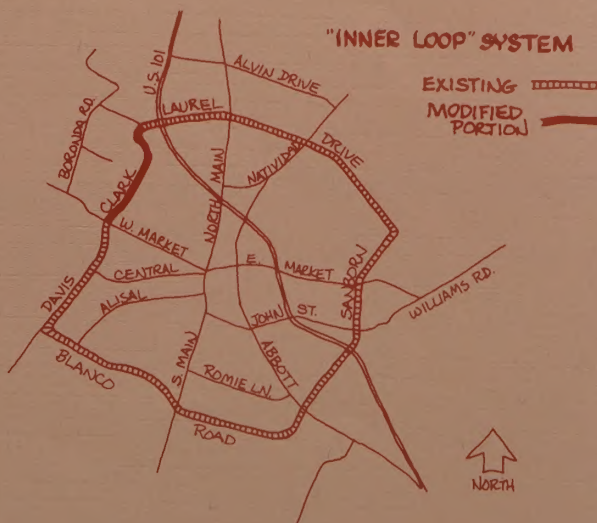 "INNER LOOP" SYSTEM
EXISTING
MODIFIED
PORTION
U.S. 101
ALVIN DRIVE
LAUREL
DRIVE
BORONDA RD.
CLARK
NORTH MAIN
NATIVIDAD
W. MARKET
E. MARKET
CENTRAL
SANBORN
WILLIAMS RD.
DAVIS
ALISAL
JOHN ST.
BLANCO
S. MAIN
ABBOTT
ROMIE LN.
ROAD
NORTH